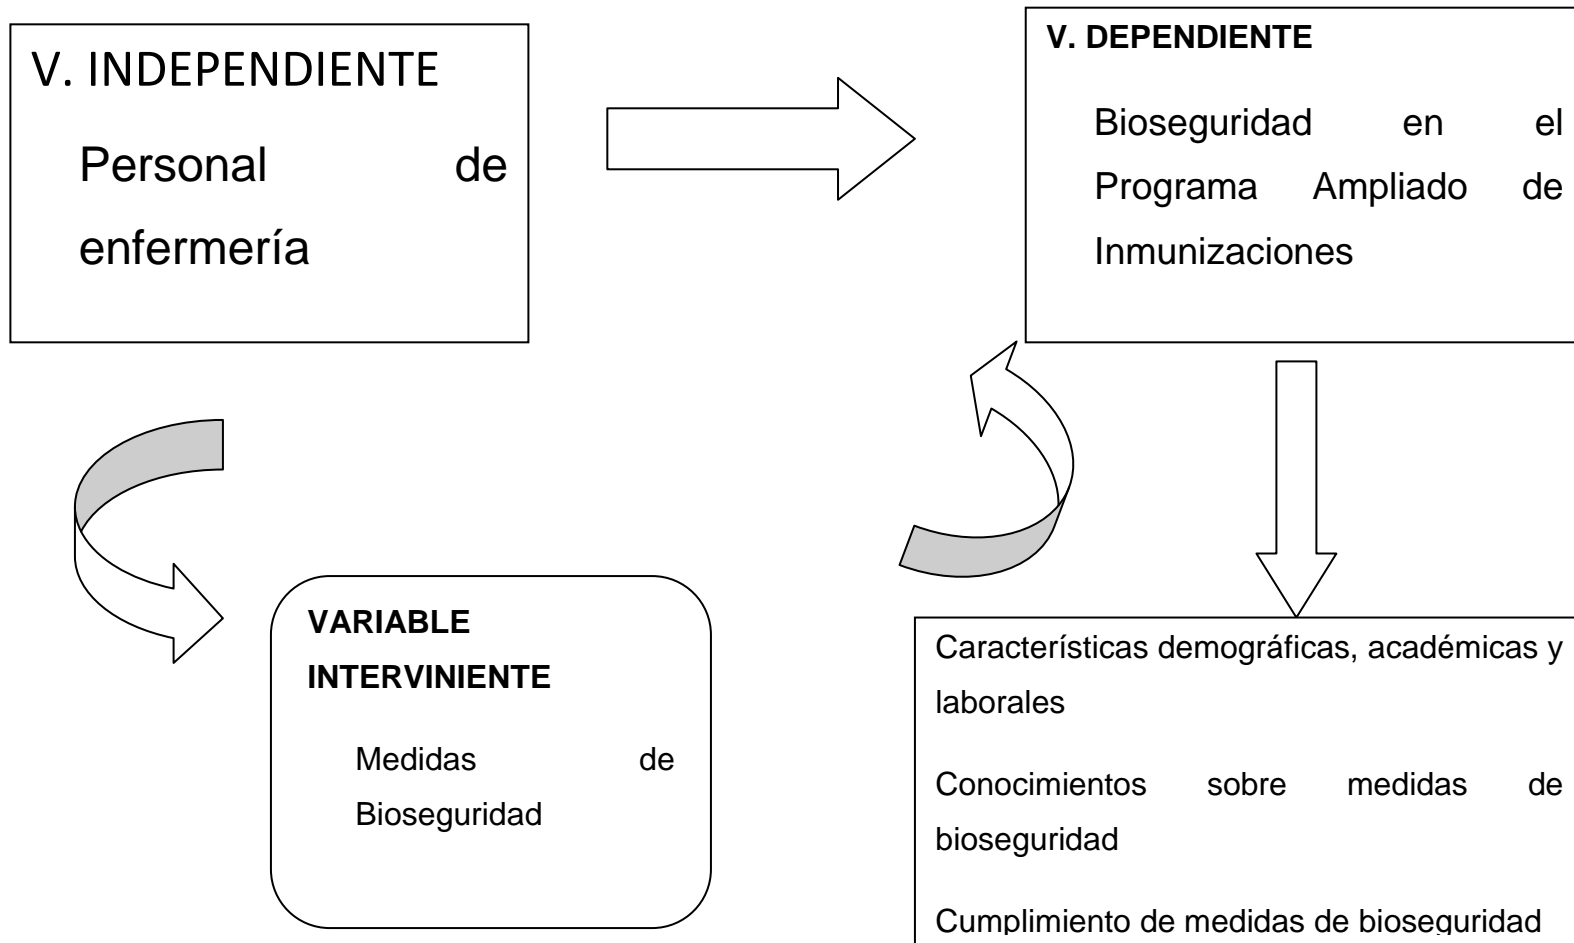 V. INDEPENDIENTE
Personal de
enfermería
V. DEPENDIENTE
Bioseguridad en el
Programa Ampliado de
Inmunizaciones
VARIABLE
INTERVINIENTE
Medidas de
Bioseguridad
Características demográficas, académicas y
laborales
Conocimientos sobre medidas de
bioseguridad
Cumplimiento de medidas de bioseguridad